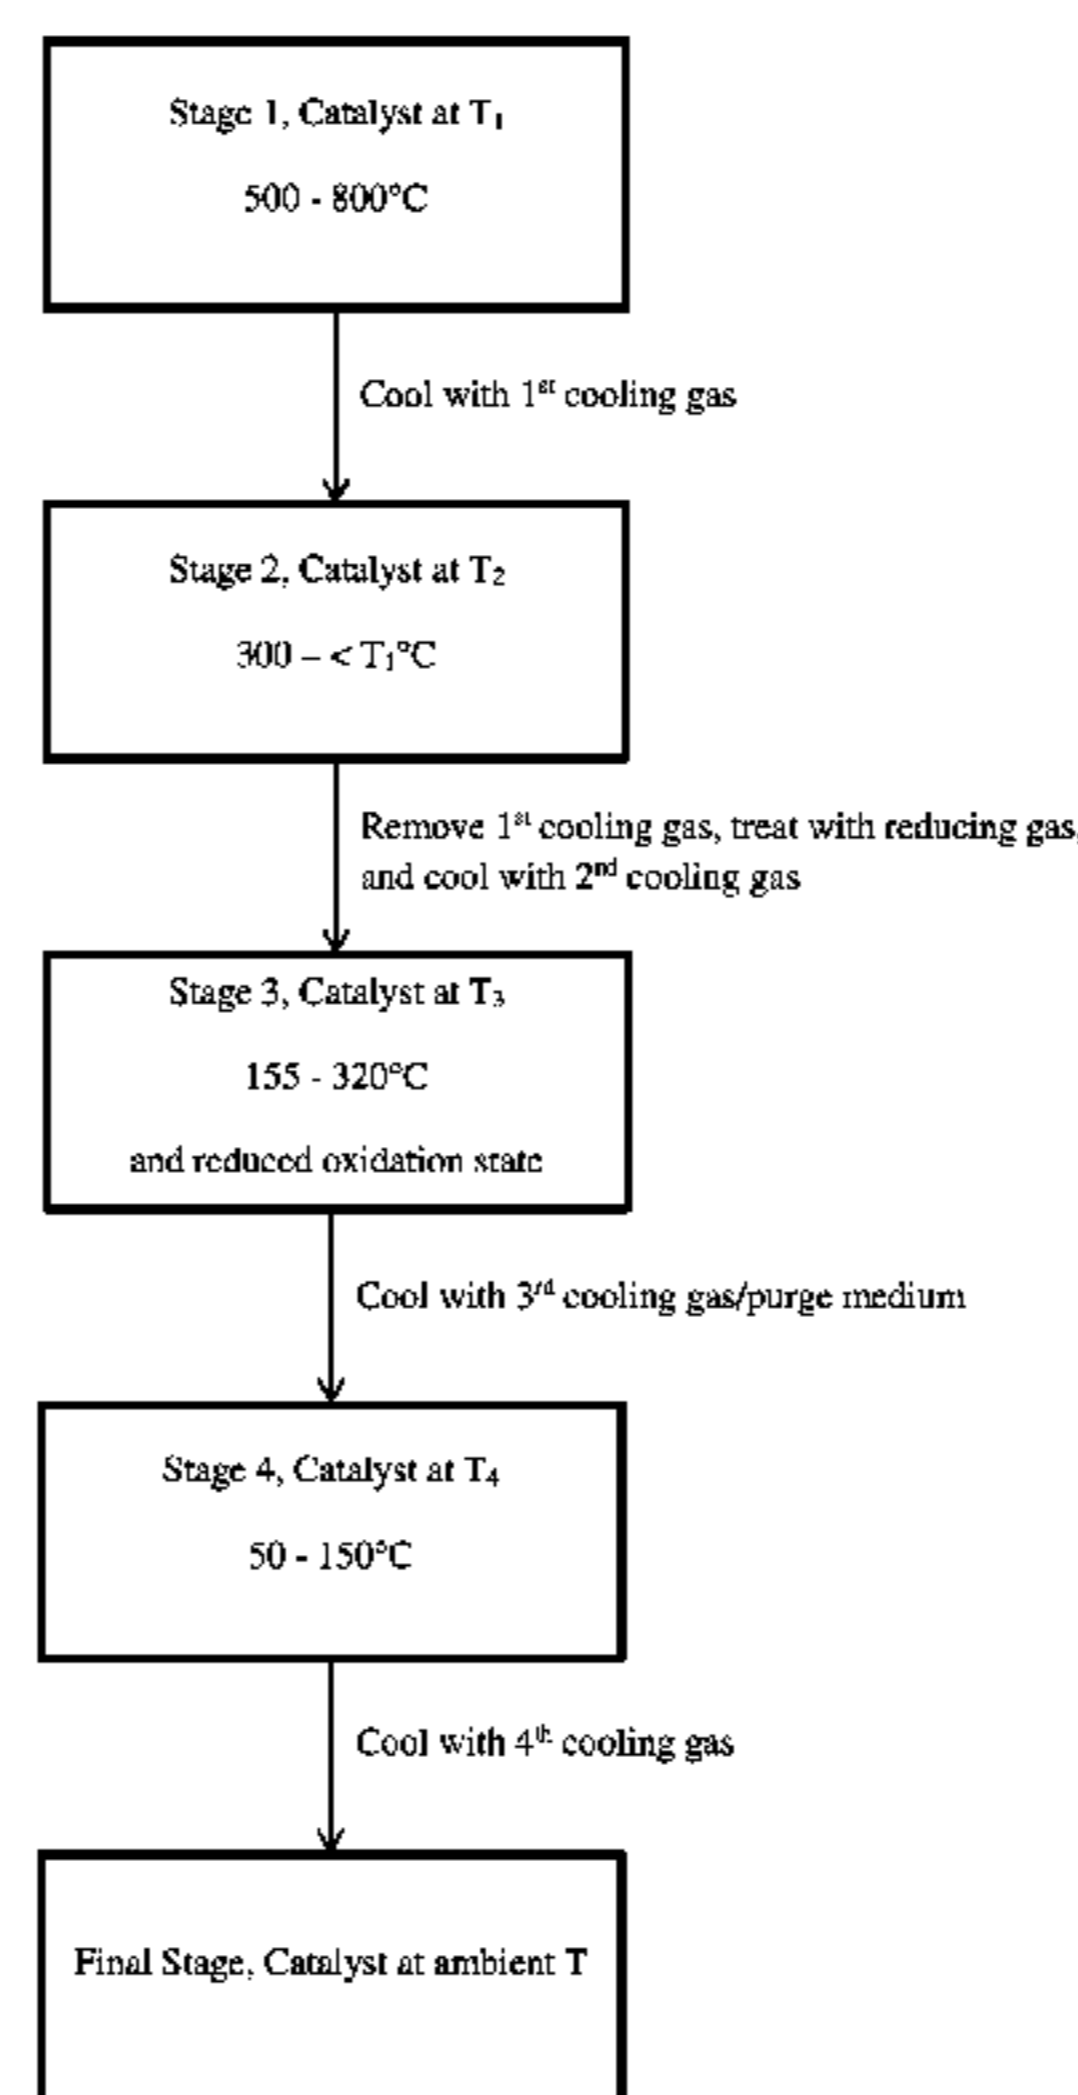 Stage 1, Catalyst at T₁
500 - 800°C
Cool with 1ˢᵗ cooling gas
Stage 2, Catalyst at T₂
300 – < T₁°C
Remove 1ˢᵗ cooling gas, treat with reducing gas,
and cool with 2ⁿᵈ cooling gas
Stage 3, Catalyst at T₃
155 - 320°C
and reduced oxidation state
Cool with 3ʳᵈ cooling gas/purge medium
Stage 4, Catalyst at T₄
50 - 150°C
Cool with 4ᵗʰ cooling gas
Final Stage, Catalyst at ambient T